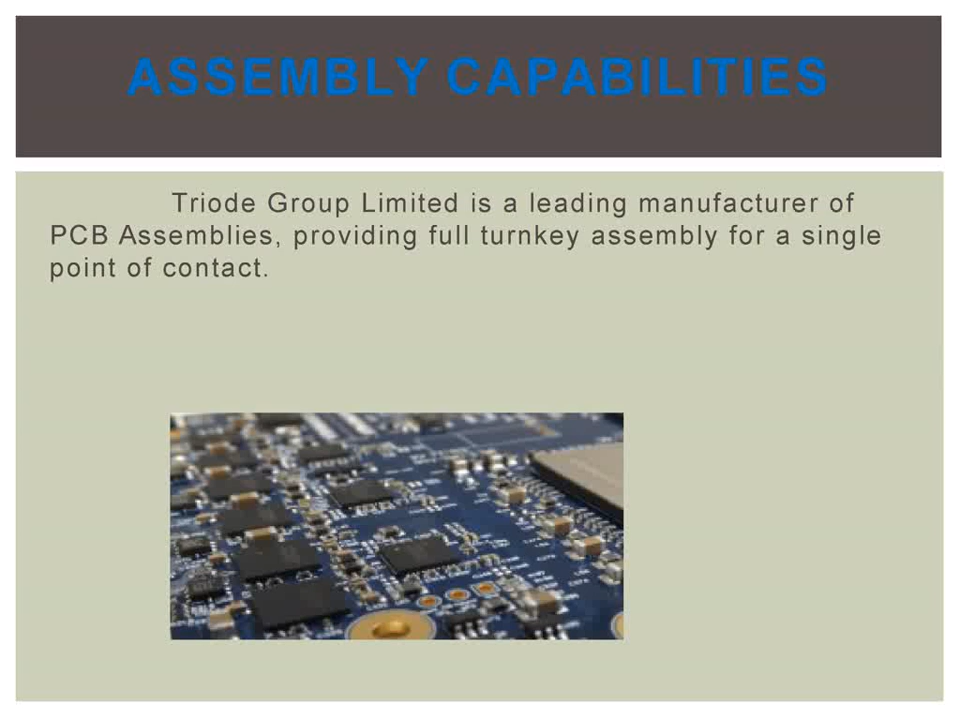 ASSEMBLY CAPABILITIES
Triode Group Limited is a leading manufacturer of
PCB Assemblies, providing full turnkey assembly for a single
point of contact.